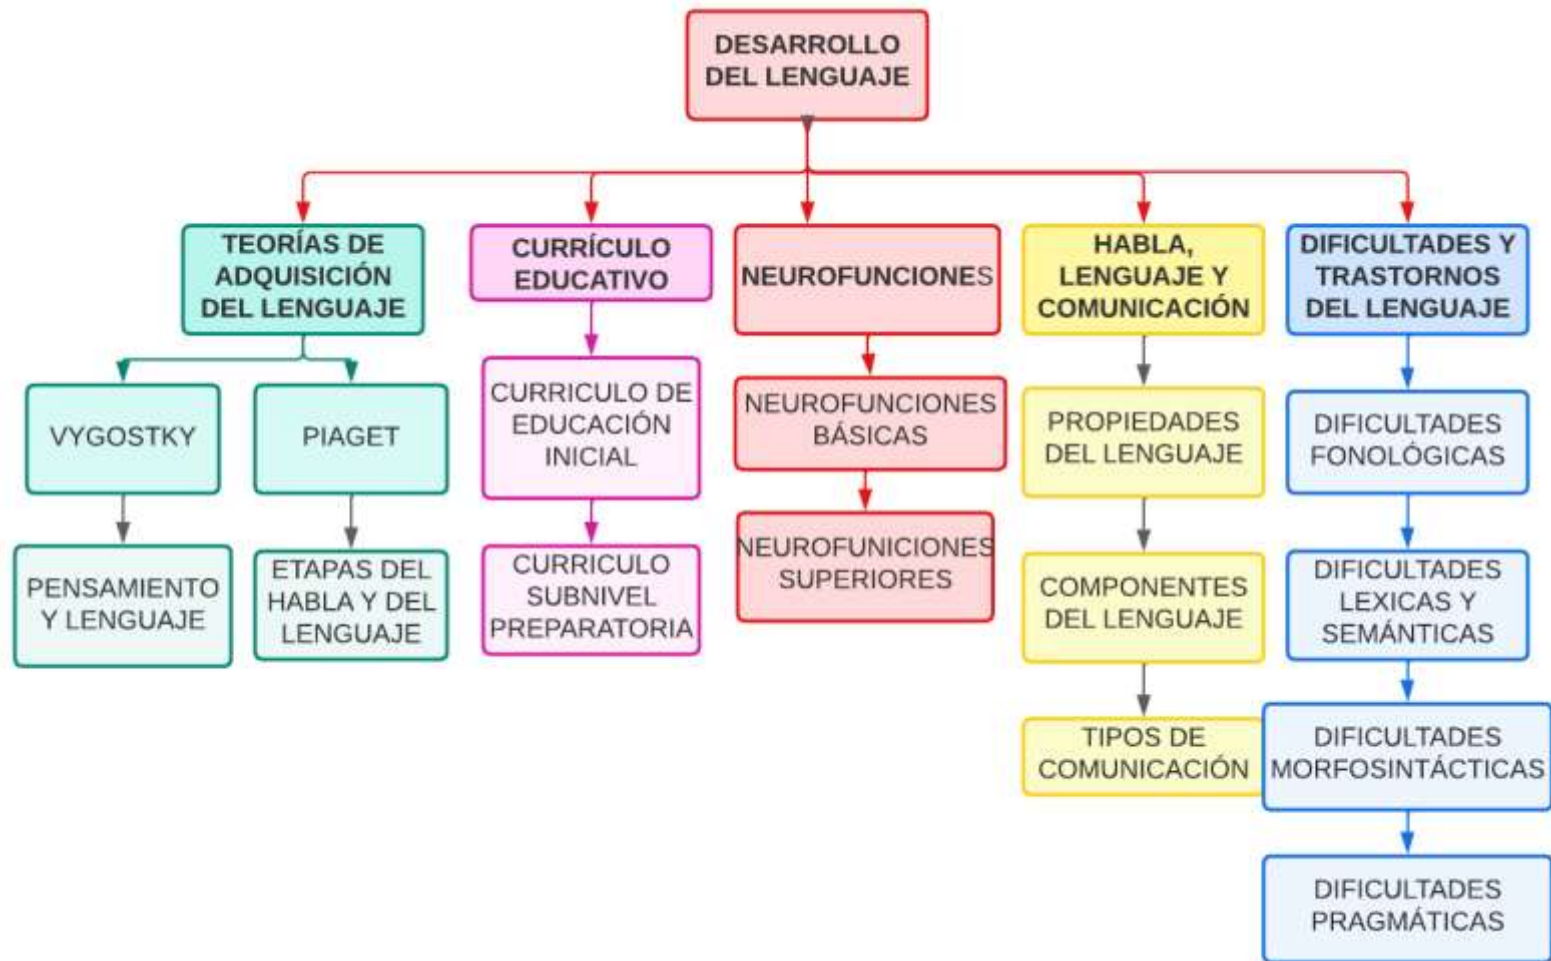 DESARROLLO
DEL LENGUAJE
TEORÍAS DE
ADQUISICIÓN
DEL LENGUAJE
VYGOSTKY
PENSAMIENTO
Y LENGUAJE
PIAGET
ETAPAS DEL
HABLA Y DEL
LENGUAJE
CURRÍCULO
EDUCATIVO
CURRICULO DE
EDUCACIÓN
INICIAL
CURRICULO
SUBNIVEL
PREPARATORIA
NEUROFUNCIONES
NEUROFUNCIONES
BÁSICAS
NEUROFUNICIONES
SUPERIORES
HABLA,
LENGUAJE Y
COMUNICACIÓN
PROPIEDADES
DEL LENGUAJE
COMPONENTES
DEL LENGUAJE
TIPOS DE
COMUNICACIÓN
DIFICULTADES Y
TRASTORNOS
DEL LENGUAJE
DIFICULTADES
FONOLÓGICAS
DIFICULTADES
LEXICAS Y
SEMÁNTICAS
DIFICULTADES
MORFOSINTÁCTICAS
DIFICULTADES
PRAGMÁTICAS